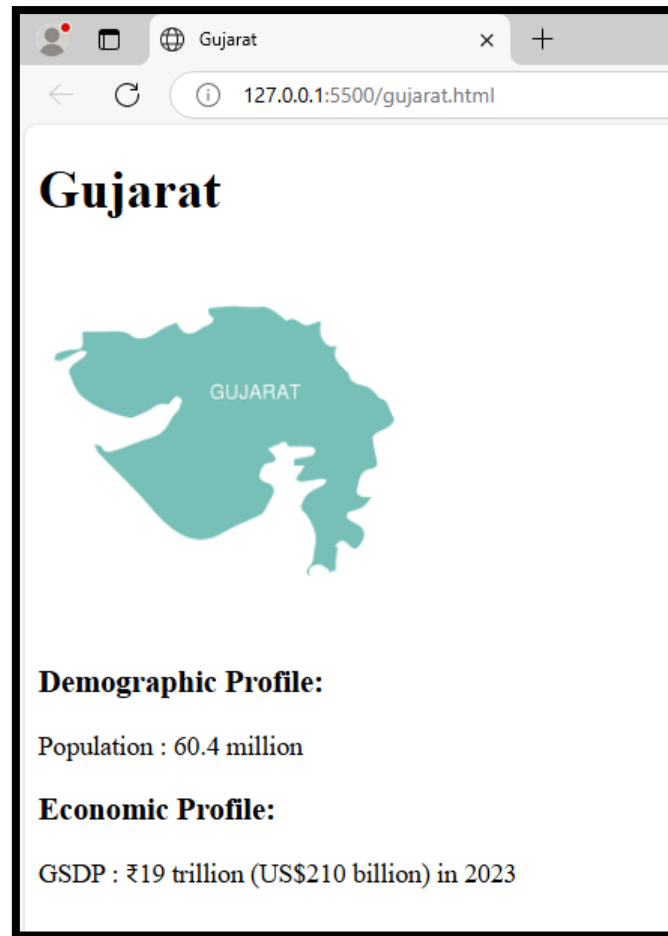 Gujarat
127.0.0.1:5500/gujarat.html
Gujarat
GUJARAT
Demographic Profile:
Population : 60.4 million
Economic Profile:
GSDP : ₹19 trillion (US$210 billion) in 2023